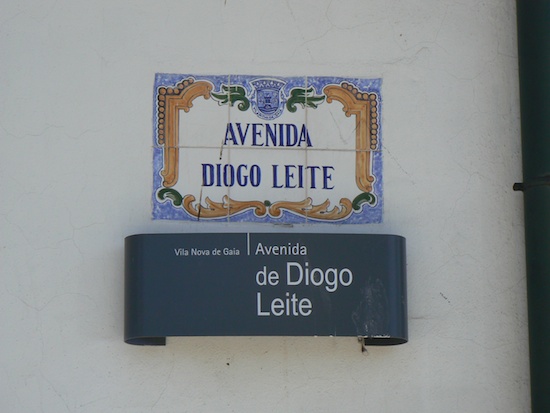 AVENIDA
DIOGO LEITE
Vila Nova de Gaia
Avenida
de Diogo
Leite